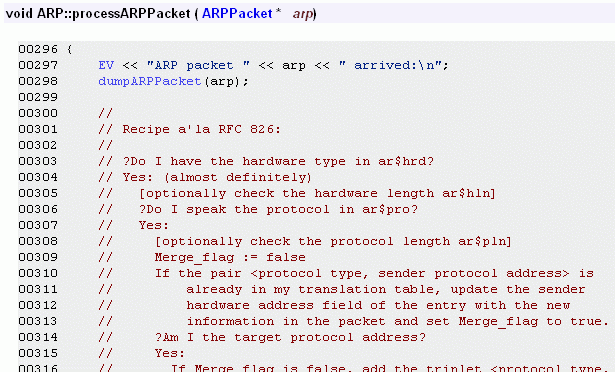 void ARP::processARPPacket ( ARPPacket * arp)
00296 {
00297     EV << "ARP packet " << arp << " arrived:\n";
00298     dumpARPPacket(arp);
00299
00300     //
00301     // Recipe a'la RFC 826:
00302     //
00303     // ?Do I have the hardware type in ar$hrd?
00304     // Yes: (almost definitely)
00305     //   [optionally check the hardware length ar$hln]
00306     //   ?Do I speak the protocol in ar$pro?
00307     //   Yes:
00308     //     [optionally check the protocol length ar$pln]
00309     //     Merge_flag := false
00310     //     If the pair <protocol type, sender protocol address> is
00311     //         already in my translation table, update the sender
00312     //         hardware address field of the entry with the new
00313     //         information in the packet and set Merge_flag to true.
00314     //     ?Am I the target protocol address?
00315     //     Yes:
00316     //       If Merge_flag is false, add the triplet <protocol type,